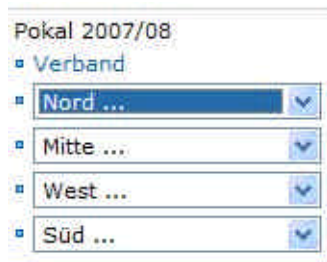 Pokal 2007/08
Verband
Nord ...
Mitte ...
West ...
Süd ...